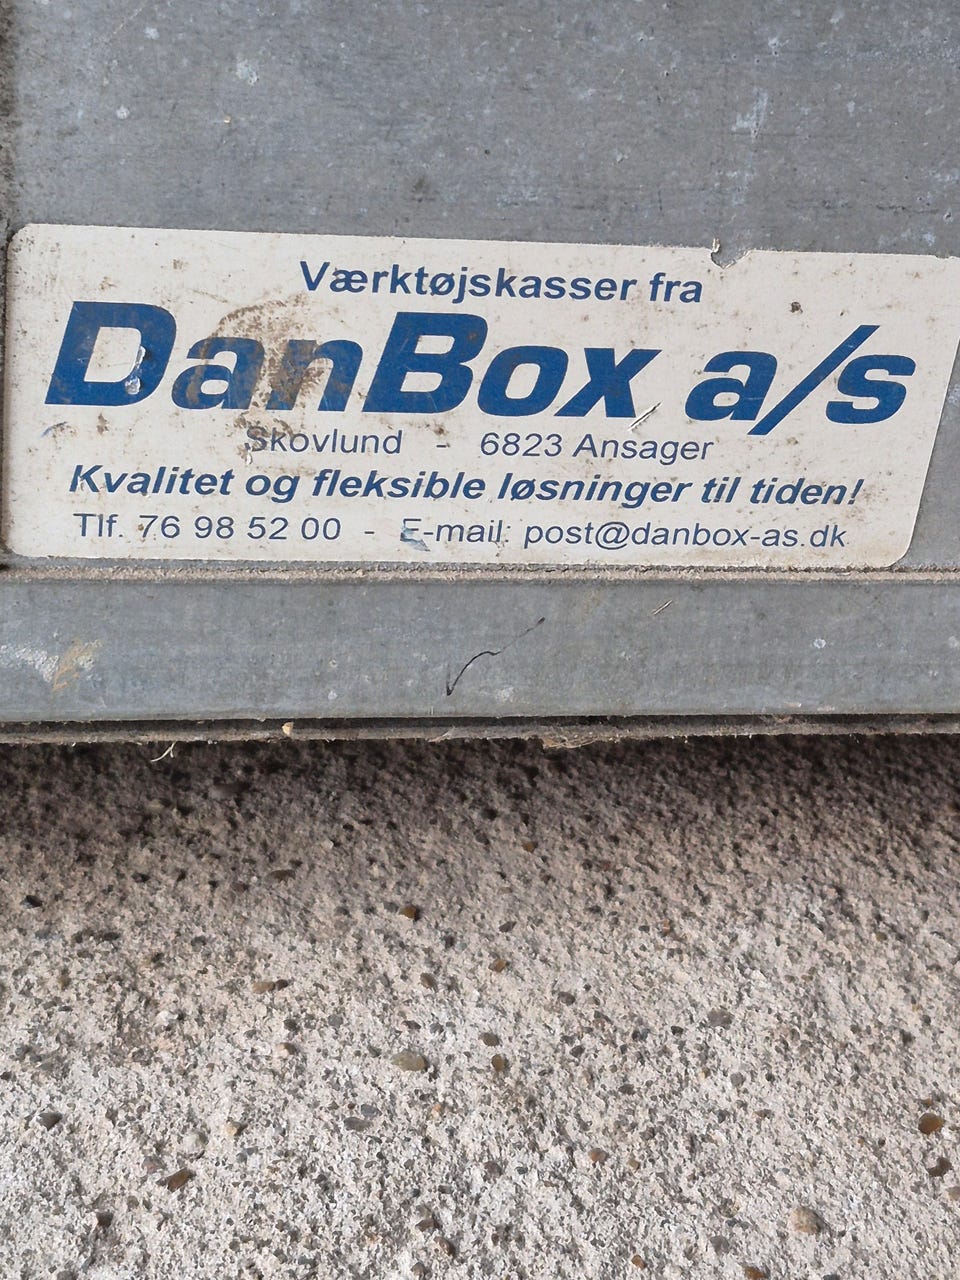 Værktøjskasser fra
DanBox a/s
Skovlund - 6823 Ansager
Kvalitet og fleksible løsninger til tiden!
Tlf. 76 98 52 00 - E-mail: post@danbox-as.dk